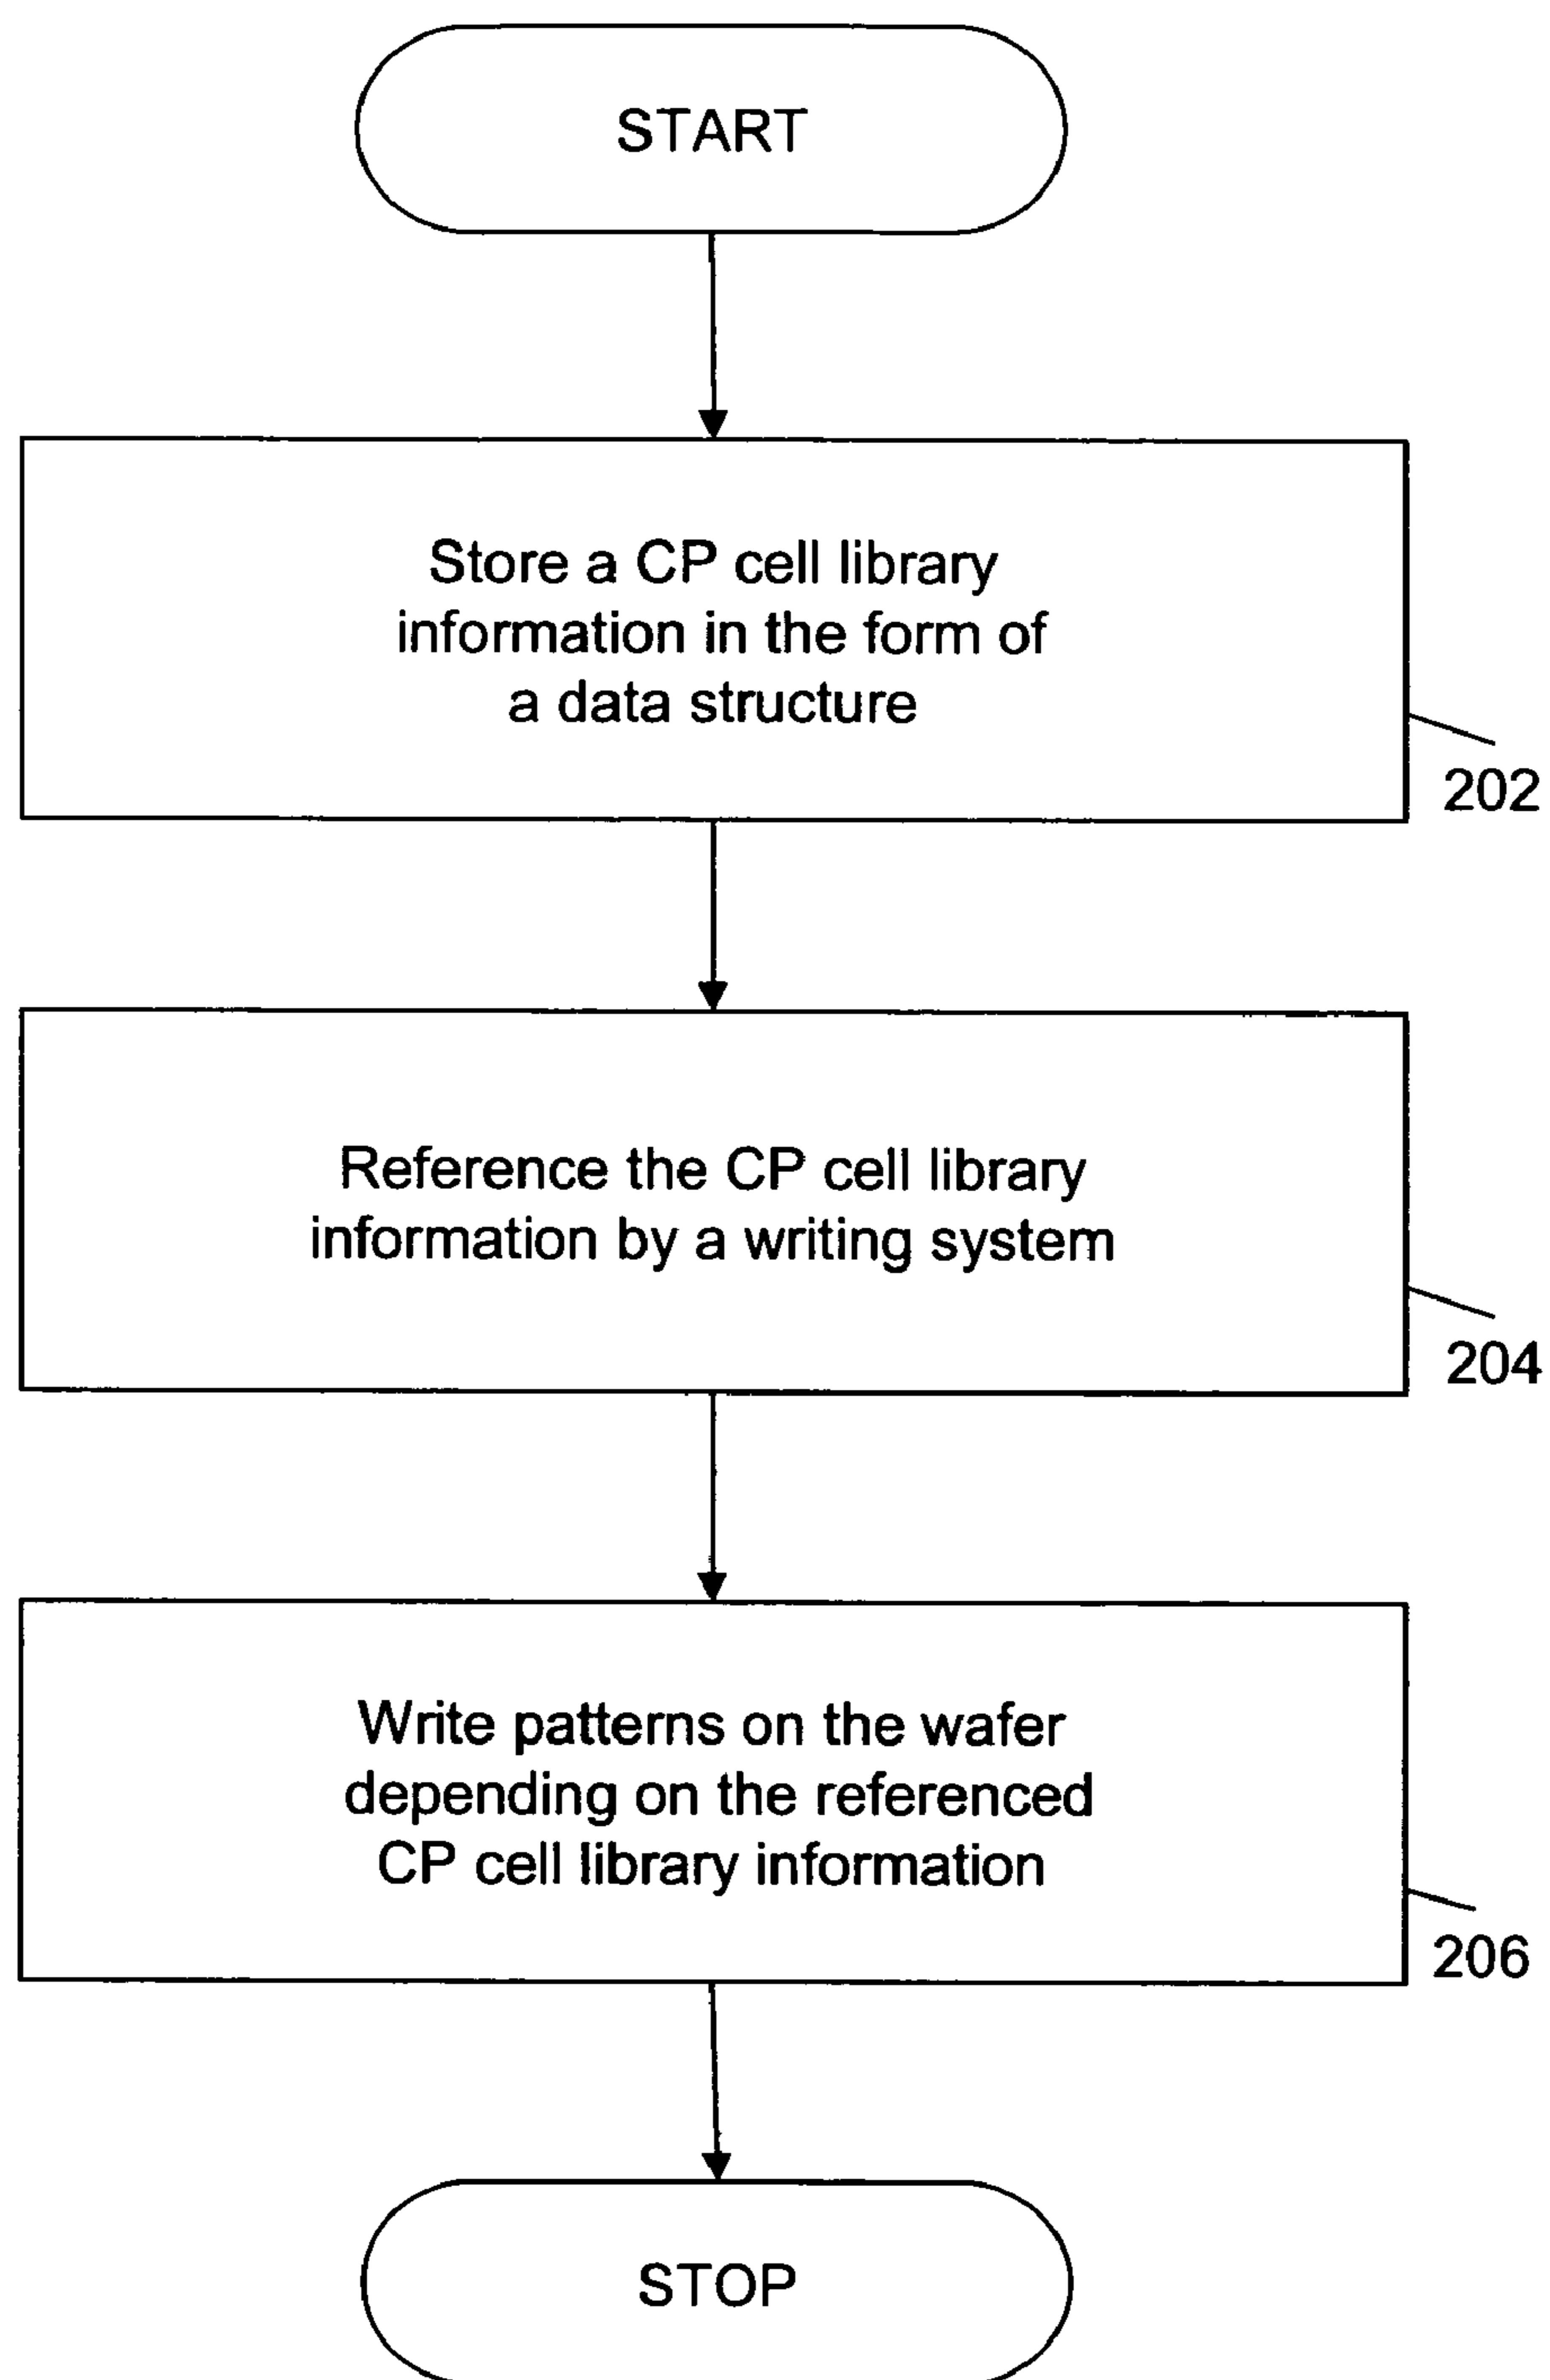 START
Store a CP cell library
information in the form of
a data structure
202
Reference the CP cell library
information by a writing system
204
Write patterns on the wafer
depending on the referenced
CP cell library information
206
STOP